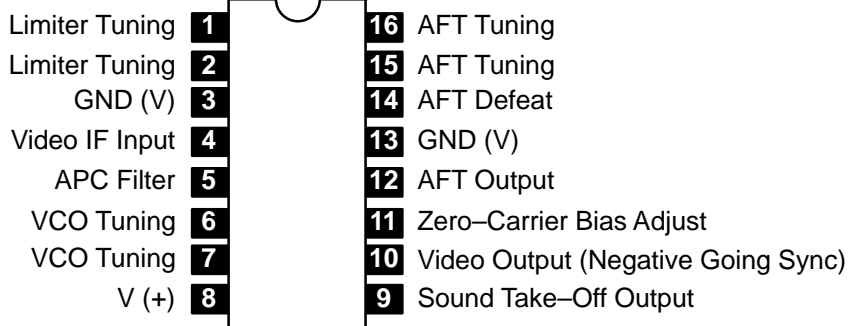 Limiter Tuning 1 16 AFT Tuning
Limiter Tuning 2 15 AFT Tuning
GND (V) 3 14 AFT Defeat
Video IF Input 4 13 GND (V)
APC Filter 5 12 AFT Output
VCO Tuning 6 11 Zero–Carrier Bias Adjust
VCO Tuning 7 10 Video Output (Negative Going Sync)
V (+) 8 9 Sound Take–Off Output